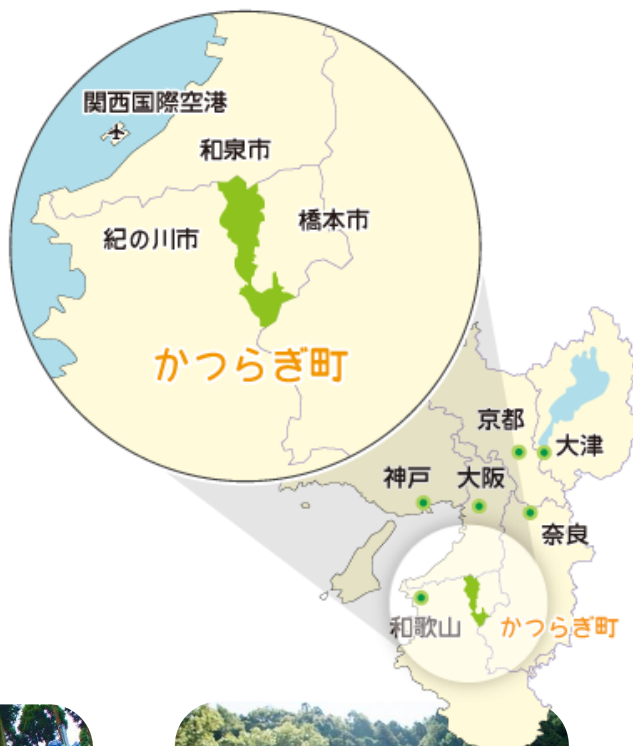 関西国際空港
和泉市
橋本市
紀の川市
かつらぎ町
京都
大津
神戸
大阪
奈良
和歌山
かつらぎ町